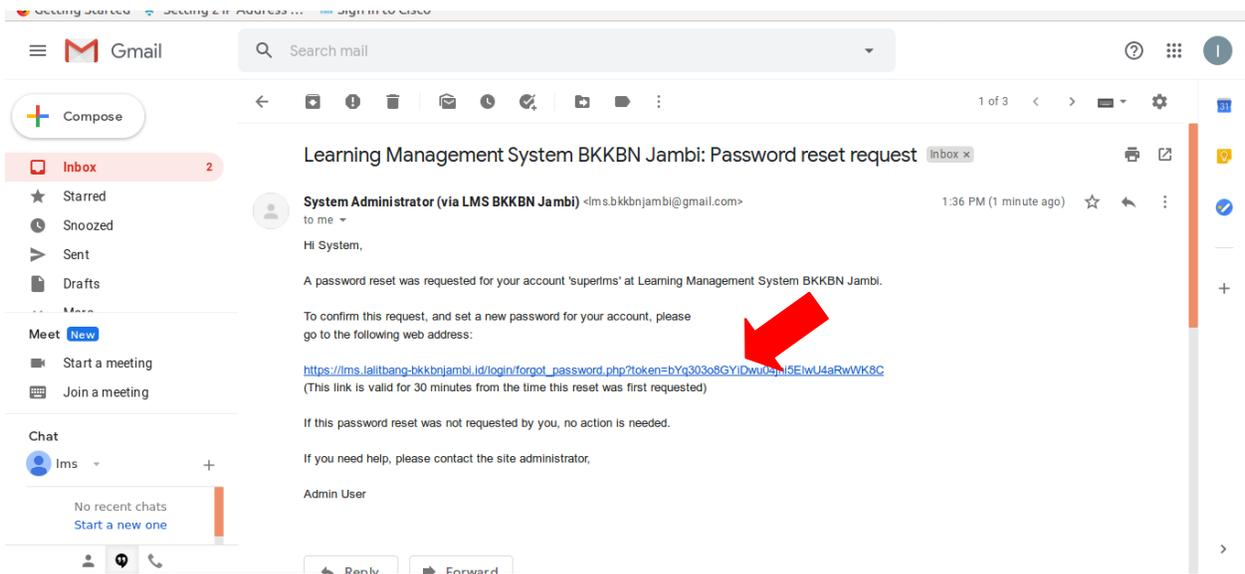 Getting Started Setting 2 IP Address ... Sign in to Cisco
Gmail
Search mail
I
Compose
1 of 3
31
Inbox 2
Starred
Snoozed
Sent
Drafts
More
Meet New
Start a meeting
Join a meeting
Chat
lms
No recent chats
Start a new one
Learning Management System BKKBN Jambi: Password reset request Inbox ×
System Administrator (via LMS BKKBN Jambi) <lms.bkkbnjambi@gmail.com> 1:36 PM (1 minute ago)
to me
Hi System,
A password reset was requested for your account 'superlms' at Learning Management System BKKBN Jambi.
To confirm this request, and set a new password for your account, please
go to the following web address:
(This link is valid for 30 minutes from the time this reset was first requested)
If this password reset was not requested by you, no action is needed.
If you need help, please contact the site administrator,
Admin User
Reply Forward